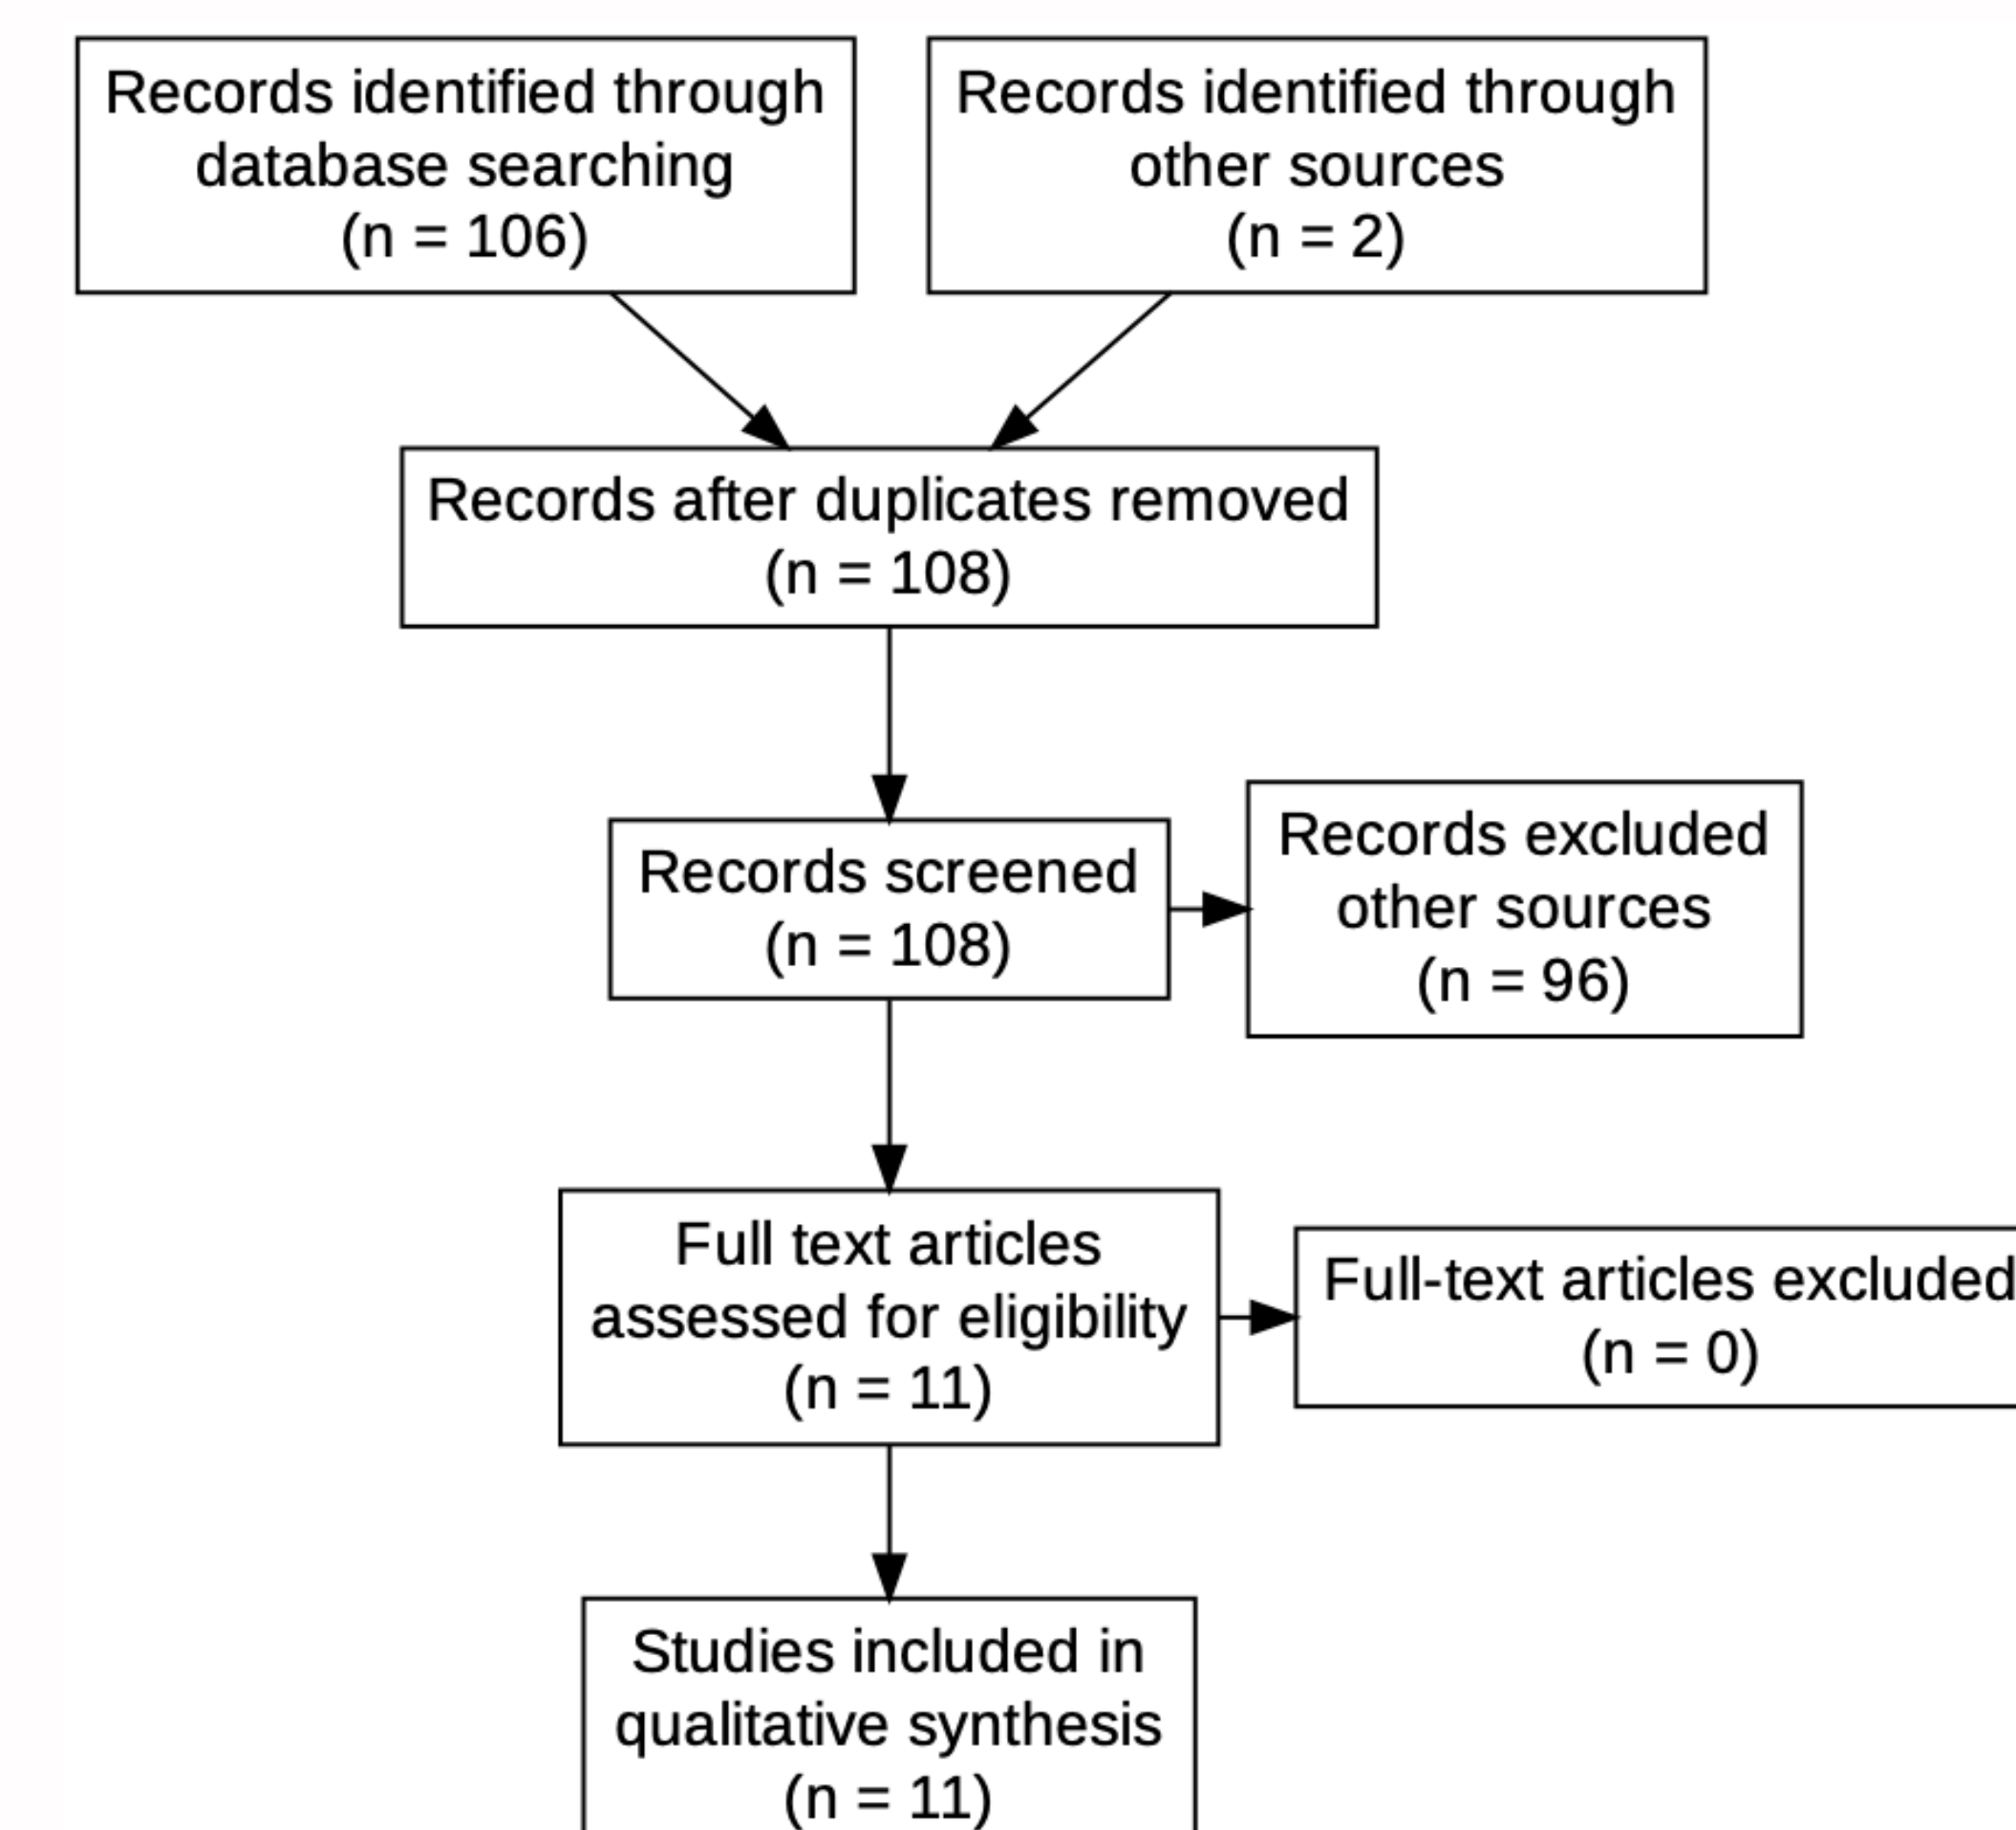 Records identified through
database searching
(n = 106)
Records identified through
other sources
(n = 2)
Records after duplicates removed
(n = 108)
Records screened
(n = 108)
Records excluded
other sources
(n = 96)
Full text articles
assessed for eligibility
(n = 11)
Full-text articles excluded
(n = 0)
Studies included in
qualitative synthesis
(n = 11)